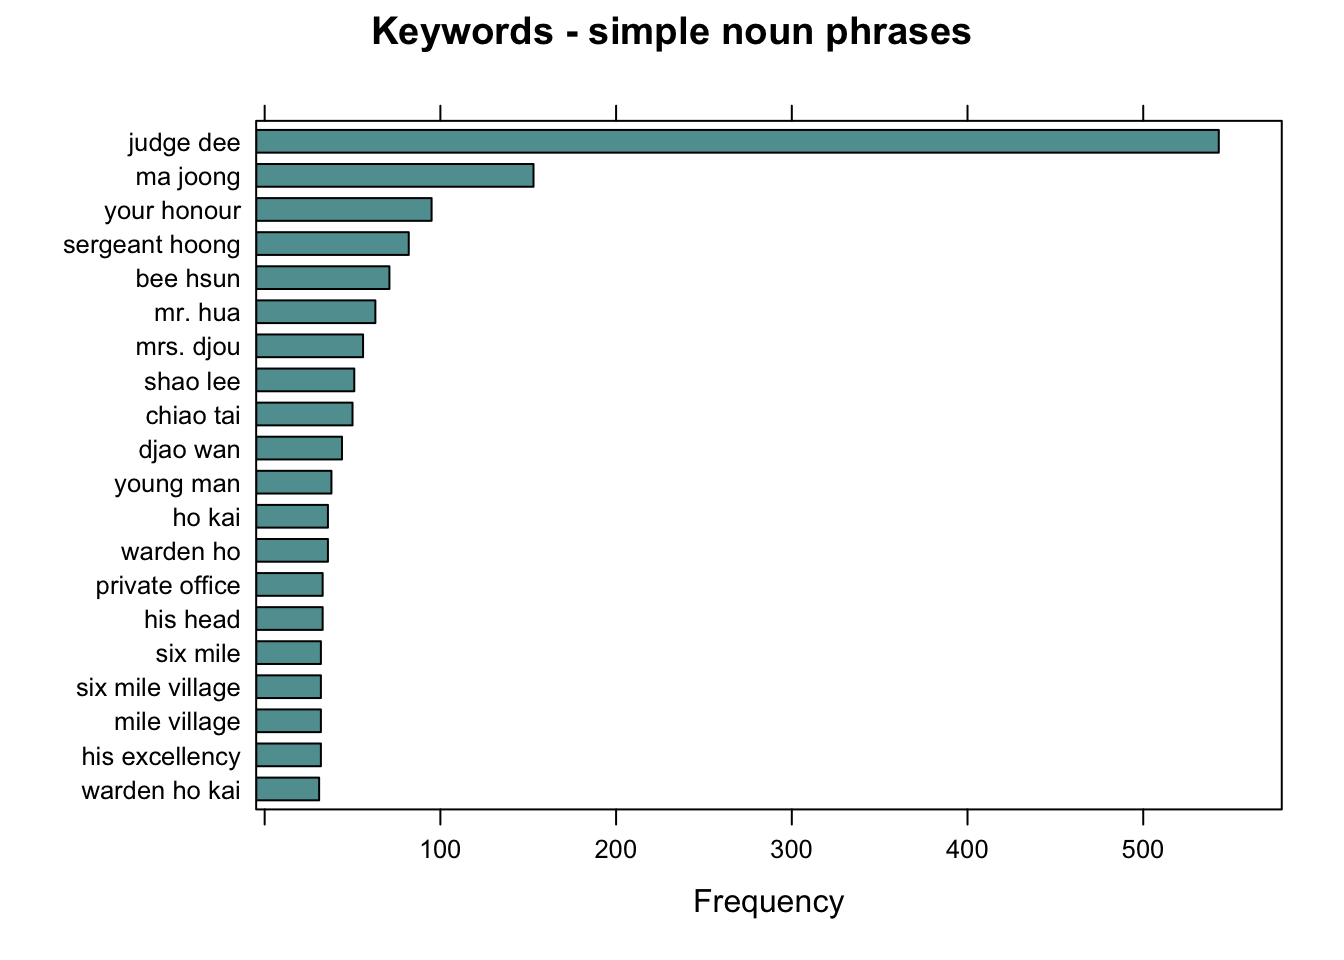 Keywords - simple noun phrases
judge dee
ma joong
your honour
sergeant hoong
bee hsun
mr. hua
mrs. djou
shao lee
chiao tai
djao wan
young man
ho kai
warden ho
private office
his head
six mile
six mile village
mile village
his excellency
warden ho kai
100 200 300 400 500
Frequency